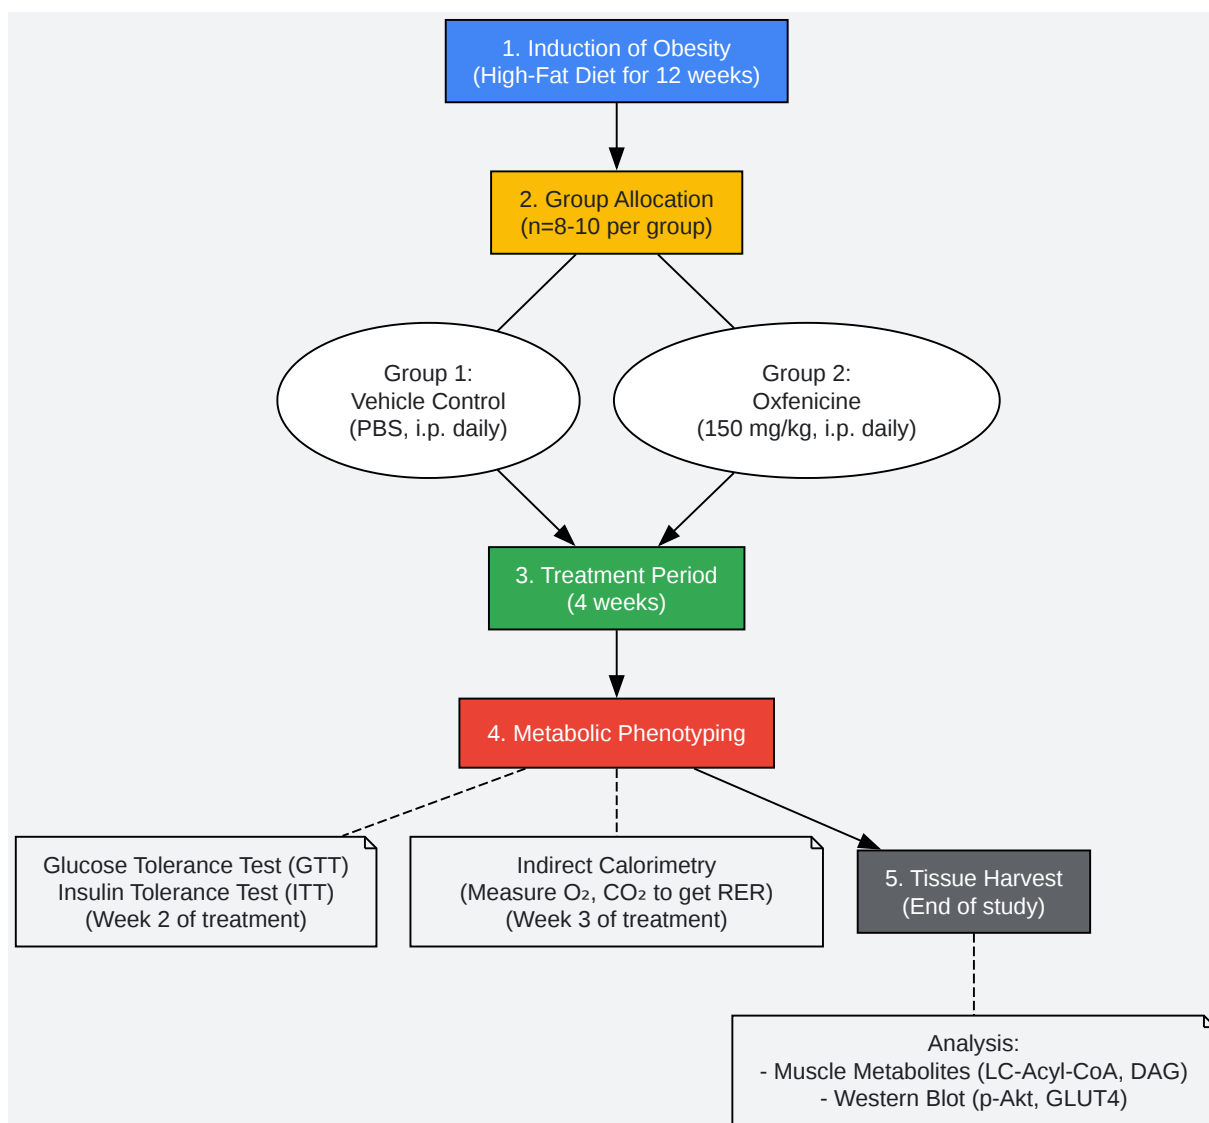 1. Induction of Obesity
(High-Fat Diet for 12 weeks)
2. Group Allocation
(n=8-10 per group)
Group 1:
Vehicle Control
(PBS, i.p. daily)
Group 2:
Oxfenicine
(150 mg/kg, i.p. daily)
3. Treatment Period
(4 weeks)
4. Metabolic Phenotyping
Glucose Tolerance Test (GTT)
Insulin Tolerance Test (ITT)
(Week 2 of treatment)
Indirect Calorimetry
(Measure O₂, CO₂ to get RER)
(Week 3 of treatment)
5. Tissue Harvest
(End of study)
Analysis:
- Muscle Metabolites (LC-Acyl-CoA, DAG)
- Western Blot (p-Akt, GLUT4)